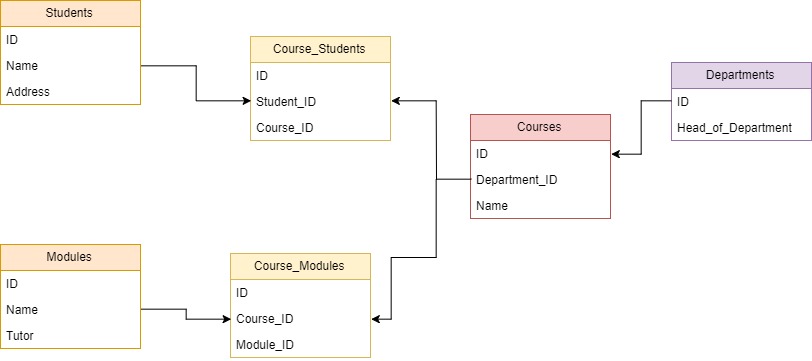 Students
ID
Name
Address
Course_Students
ID
Student_ID
Course_ID
Departments
ID
Head_of_Department
Courses
ID
Department_ID
Name
Modules
ID
Name
Tutor
Course_Modules
ID
Course_ID
Module_ID